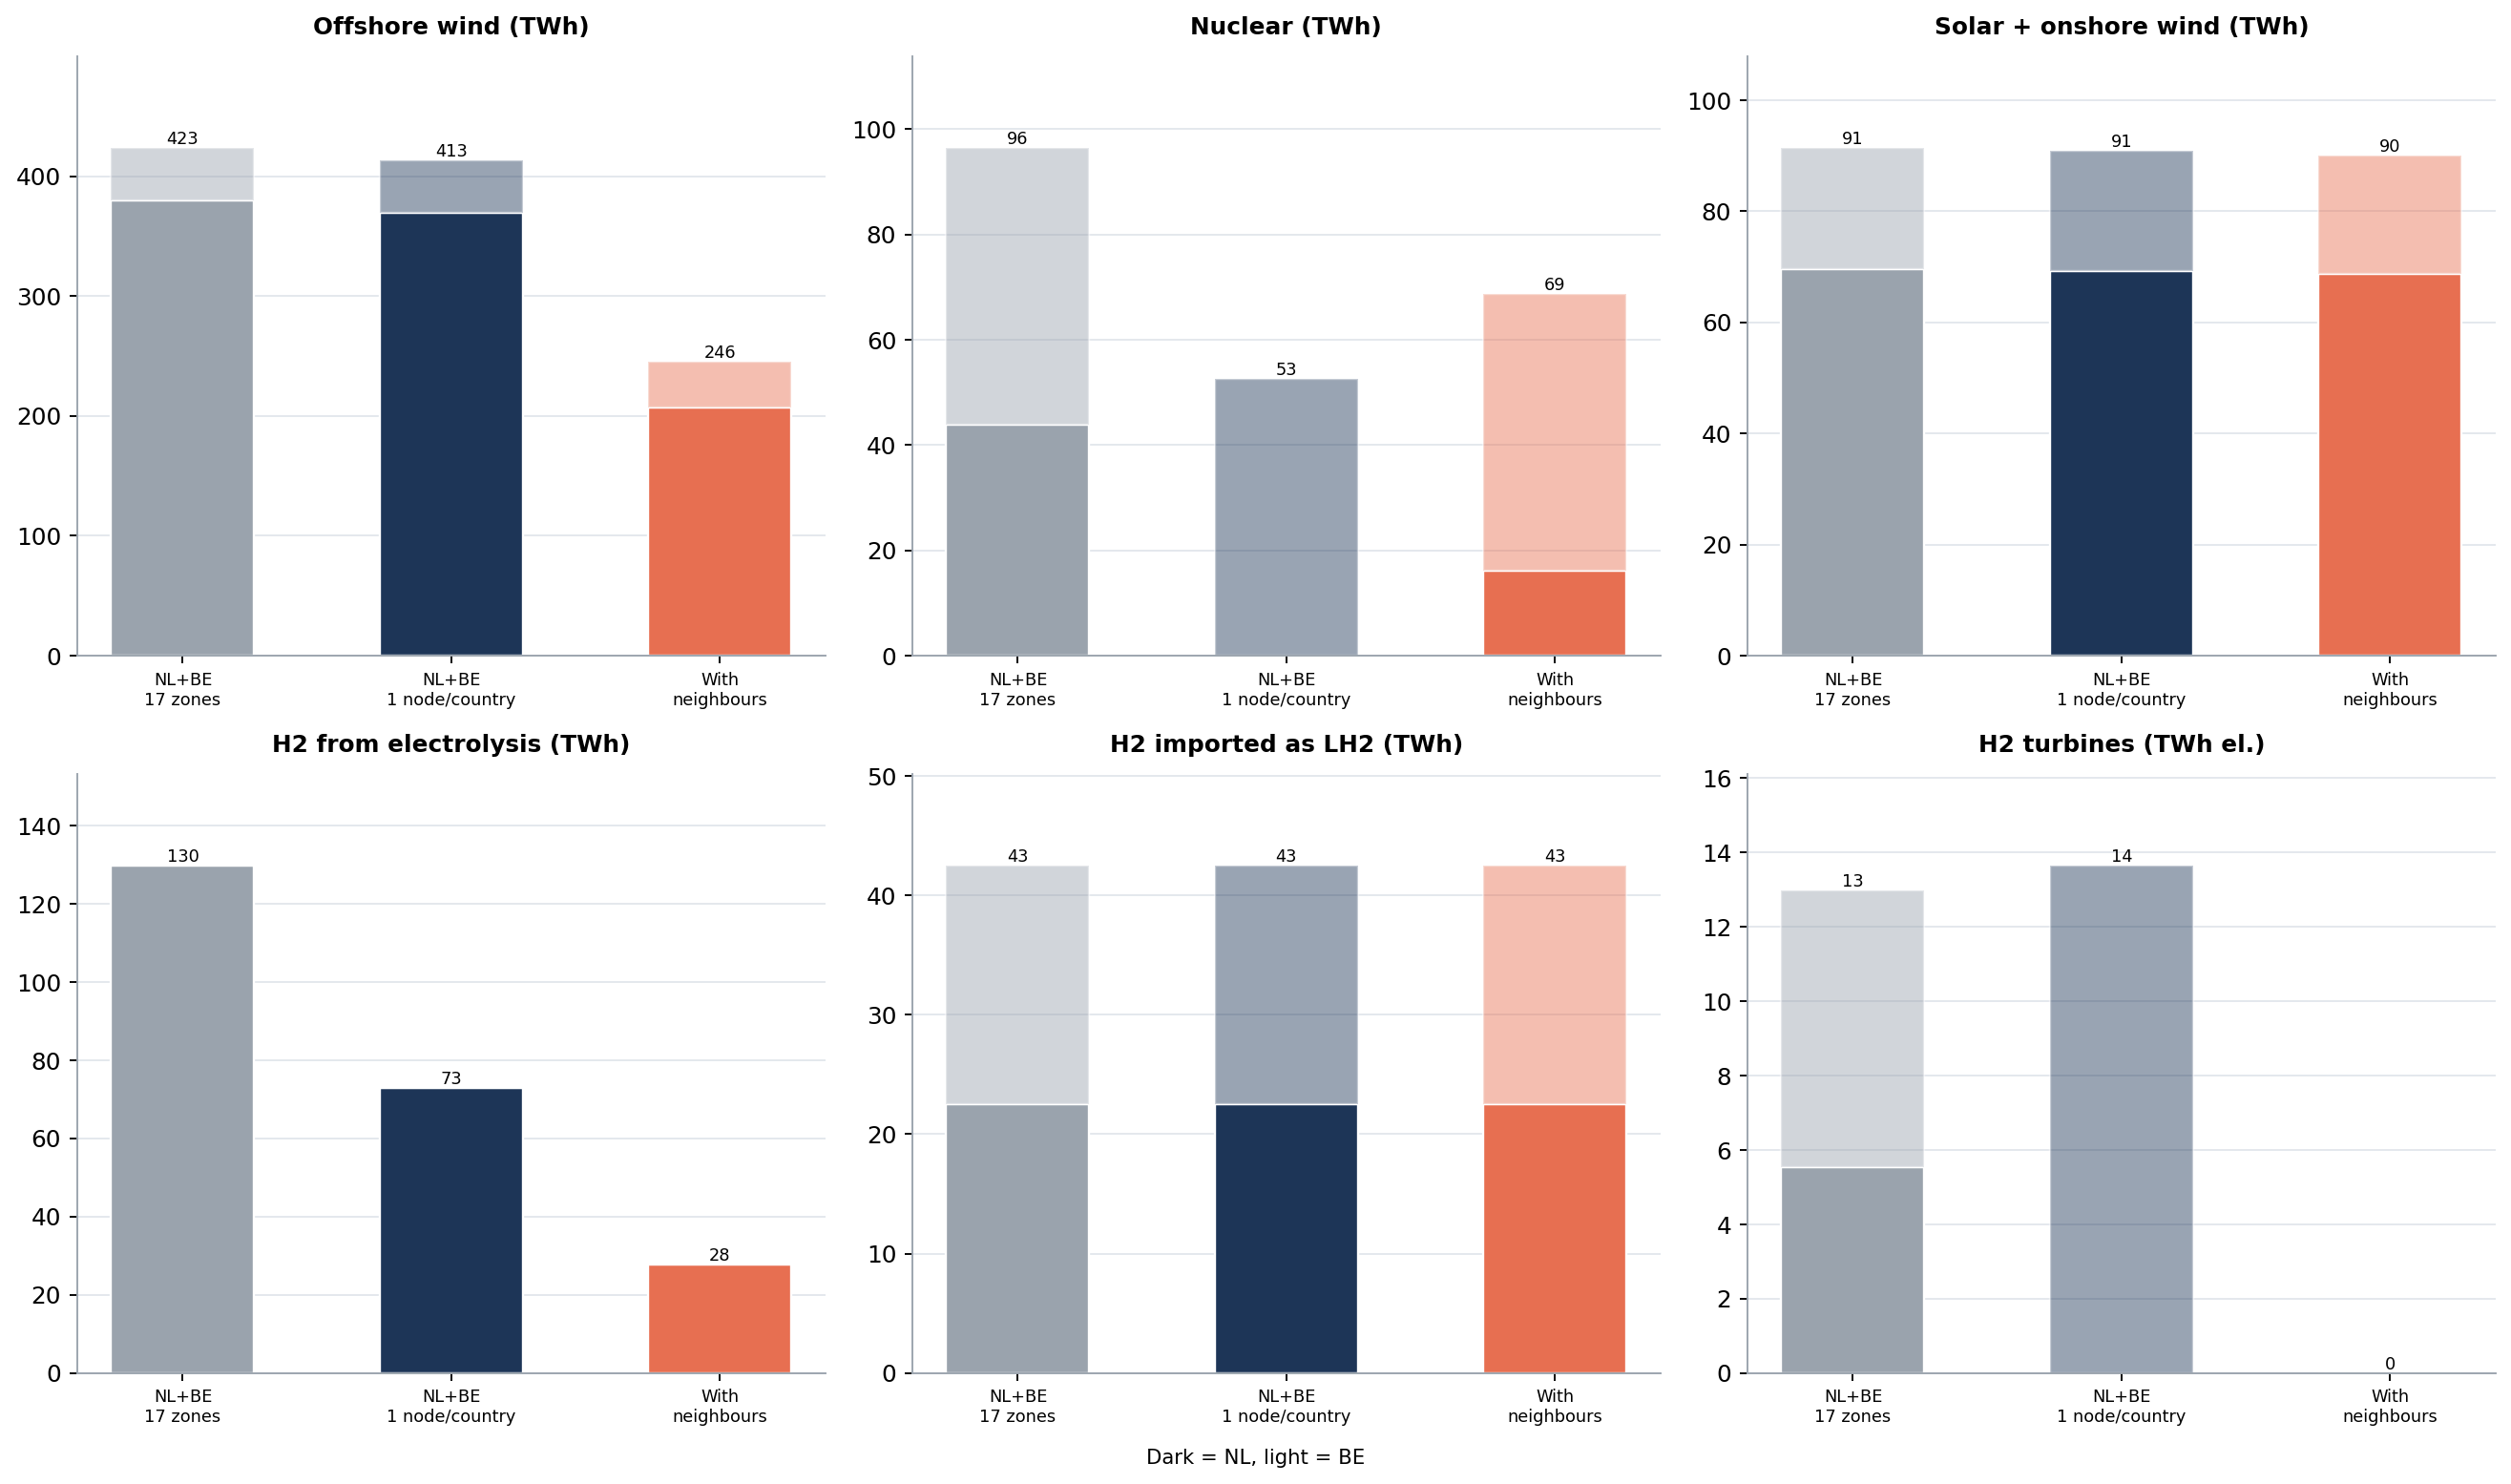 Offshore wind (TWh)
400
300
200
100
0
423
413
246
NL+BE
17 zones
NL+BE
1 node/country
With
neighbours
Nuclear (TWh)
100
80
60
40
20
0
96
53
69
NL+BE
17 zones
NL+BE
1 node/country
With
neighbours
Solar + onshore wind (TWh)
100
80
60
40
20
0
91
91
90
NL+BE
17 zones
NL+BE
1 node/country
With
neighbours
H2 from electrolysis (TWh)
140
120
100
80
60
40
20
0
130
73
28
NL+BE
17 zones
NL+BE
1 node/country
With
neighbours
H2 imported as LH2 (TWh)
50
40
30
20
10
0
43
43
43
NL+BE
17 zones
NL+BE
1 node/country
With
neighbours
H2 turbines (TWh el.)
16
14
12
10
8
6
4
2
0
13
14
0
NL+BE
17 zones
NL+BE
1 node/country
With
neighbours
Dark = NL, light = BE